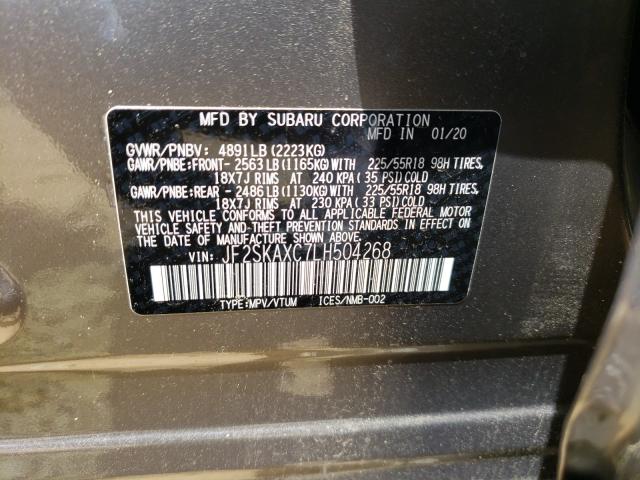 MFD BY SUBARU CORPORATION
MFD IN 01/20
GVWR/PNBV: 4891LB(2223KG)
GAWR/PNBE:FRONT- 2563LB(1165KG)WITH 225/55R18 98H TIRES,
18X7J RIMS AT 240 KPA(35 PSI)COLD
GAWR/PNBE:REAR - 2486LB(1130KG)WITH 225/55R18 98H TIRES,
18X7J RIMS AT 230 KPA(33 PSI)COLD
THIS VEHICLE CONFORMS TO ALL APPLICABLE FEDERAL MOTOR
VEHICLE SAFETY AND-THEFT PREVENTION STANDARDS IN EFFECT
ON THE DATE OF MANUFACTURE SHOWN ABOVE.
VIN: JF2SKAXC7LH504268
TYPE:MPV/VTUM ICES/NMB-002